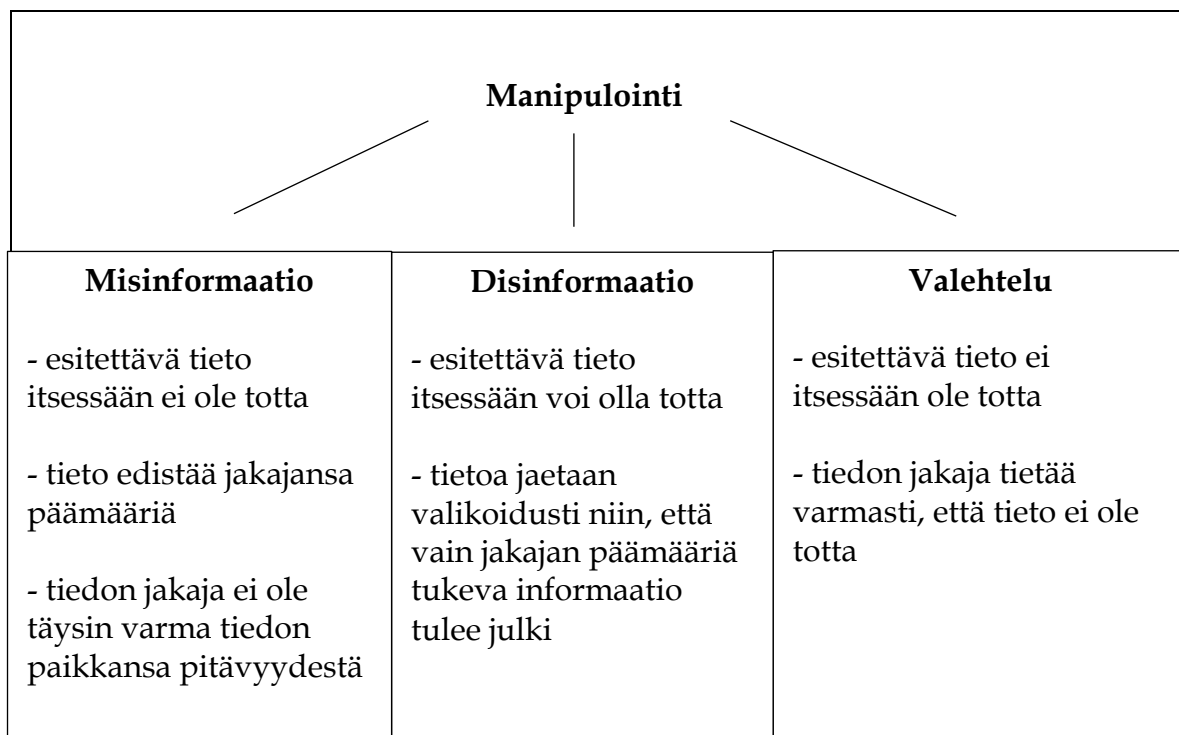 Manipulointi
Misinformaatio
- esitettävä tieto
itsessään ei ole totta
- tieto edistää jakajansa
päämääriä
- tiedon jakaja ei ole
täysin varma tiedon
paikkansa pitävyydestä
Disinformaatio
- esitettävä tieto
itsessään voi olla totta
- tietoa jaetaan
valikoidusti niin, että
vain jakajan päämääriä
tukeva informaatio
tulee julki
Valehtelu
- esitettävä tieto ei
itsessään ole totta
- tiedon jakaja tietää
varmasti, että tieto ei ole
totta